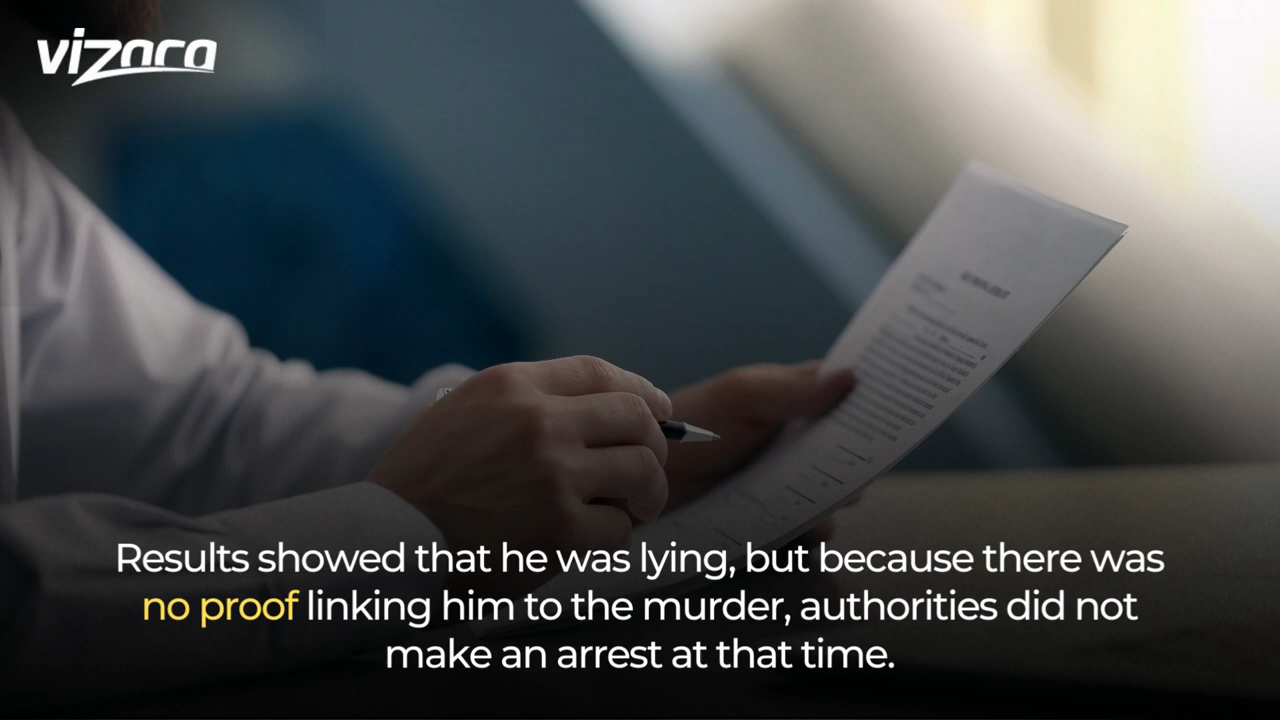 vizara
Results showed that he was lying, but because there was
no proof linking him to the murder, authorities did not
make an arrest at that time.